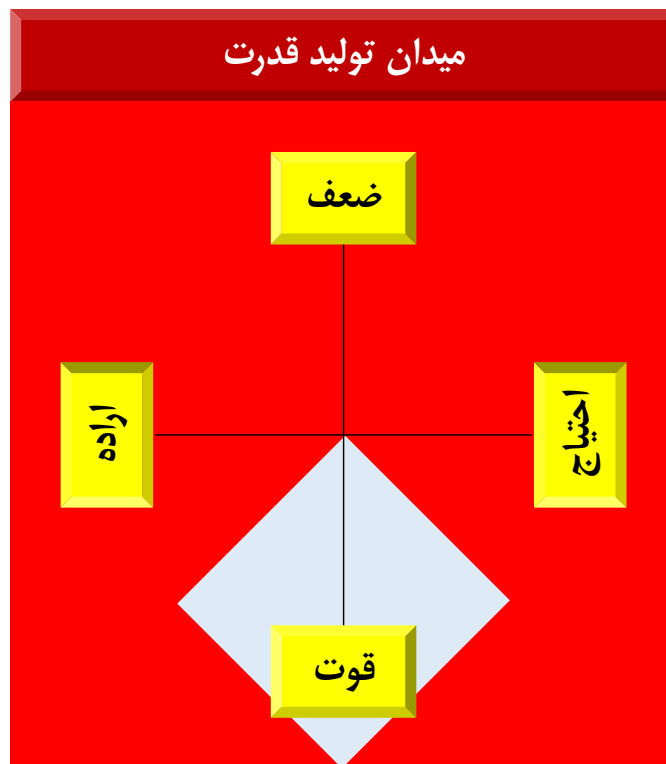 میدان تولید قدرت
ضعف
احتیاج
اراده
قوت